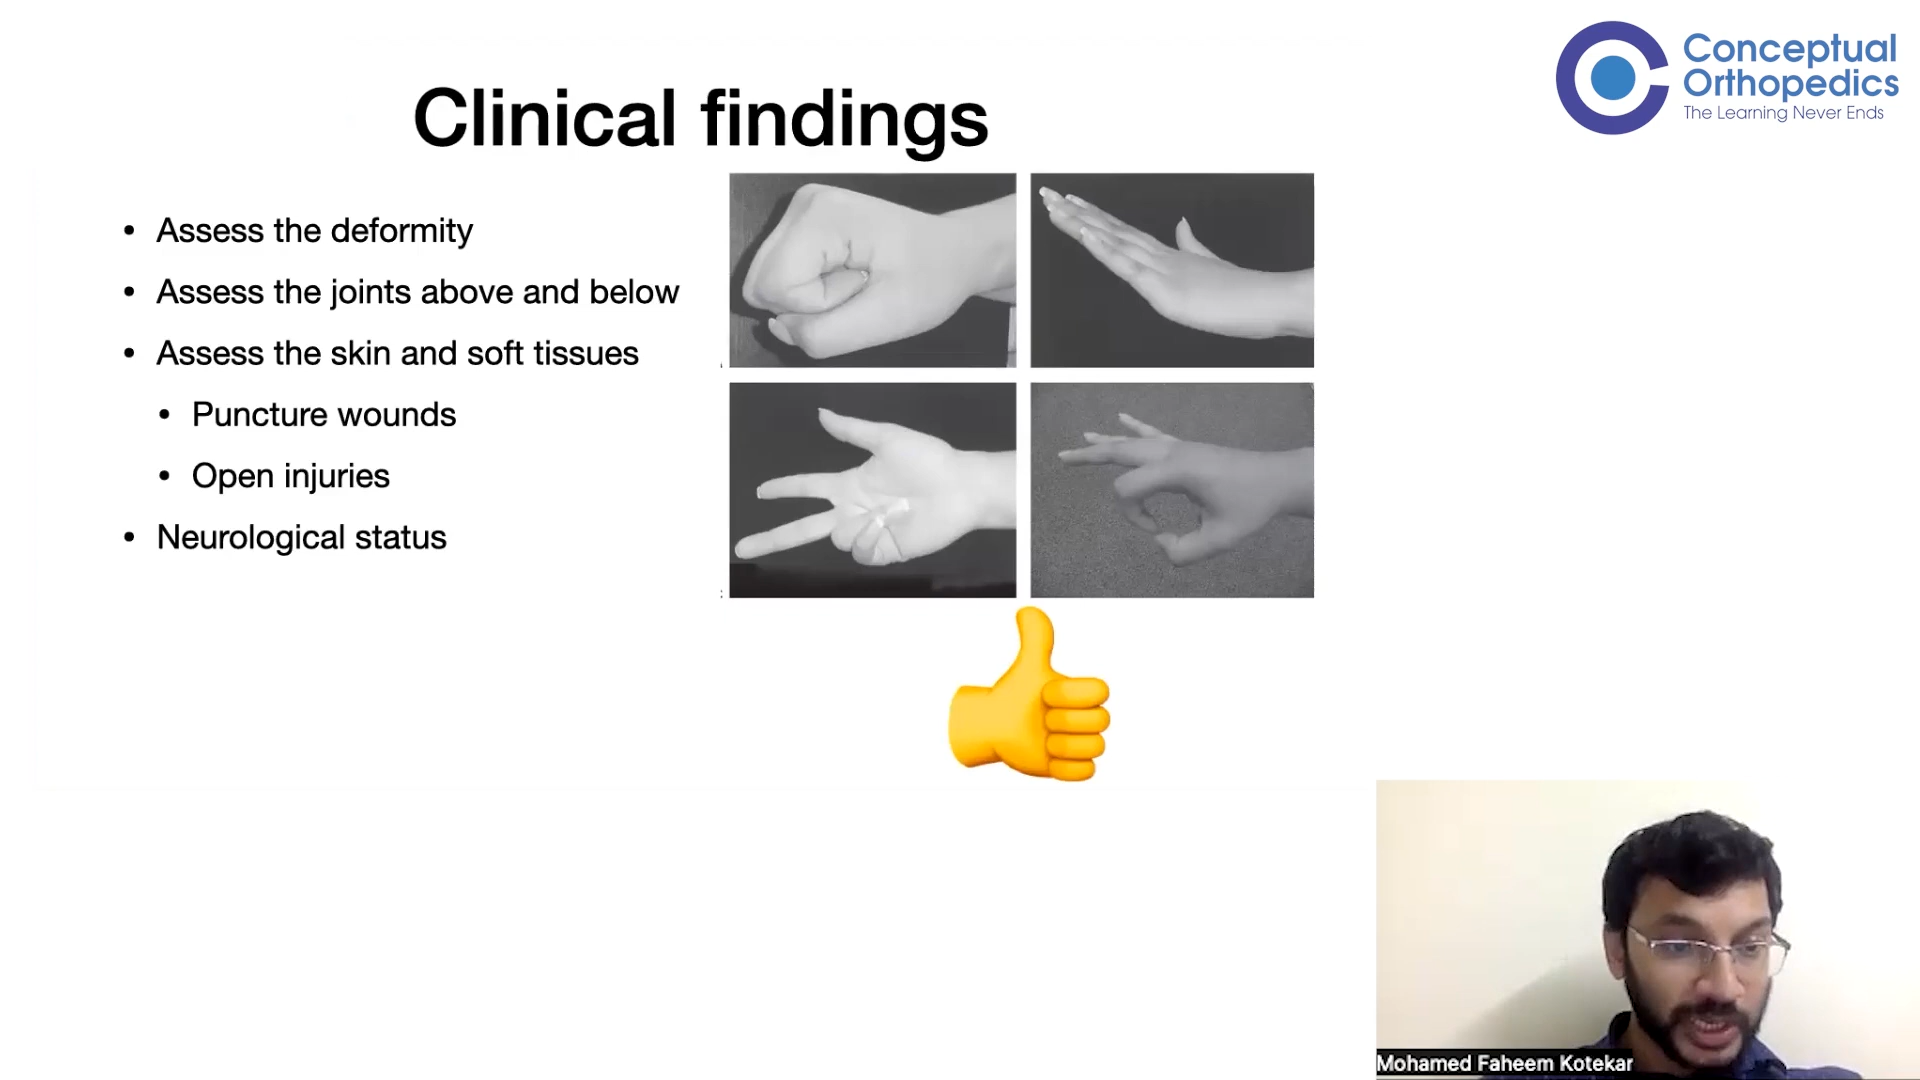 Conceptual
Orthopedics
The Learning Never Ends
Clinical findings
• Assess the deformity
• Assess the joints above and below
• Assess the skin and soft tissues
• Puncture wounds
• Open injuries
• Neurological status
Mohamed Faheem Kotekar